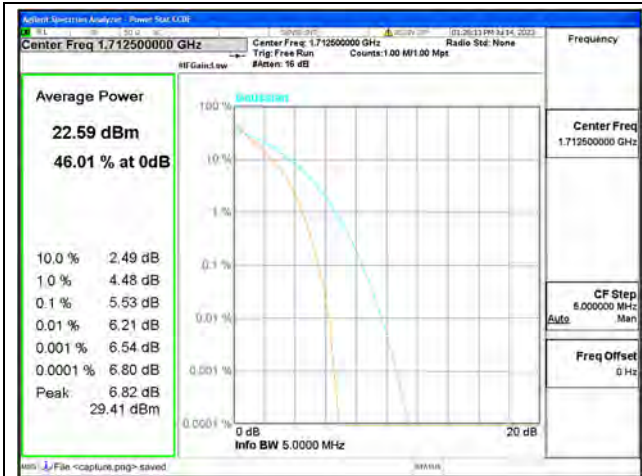 Agilent Spectrum Analyzer - Power Stat CCDF
Center Freq 1.712500000 GHz
Center Freq: 1.712500000 GHz
Radio Std: None
01:26:13 PM Jul 14, 2023
Trig: Free Run
Counts:1.00 M/1.00 Mpt
#IFGain:Low
#Atten: 16 dB
Frequency
Average Power
22.59 dBm
46.01 % at 0dB
10.0 % 2.49 dB
1.0 % 4.48 dB
0.1 % 5.53 dB
0.01 % 6.21 dB
0.001 % 6.54 dB
0.0001 % 6.80 dB
Peak 6.82 dB
29.41 dBm
Gaussian
100 %
10 %
1 %
0.1 %
0.01 %
0.001 %
0.0001 %
0 dB
20 dB
Info BW 5.0000 MHz
Center Freq
1.712500000 GHz
CF Step
5.000000 MHz
Auto Man
Freq Offset
0 Hz
MSG
File <capture.png> saved
STATUS